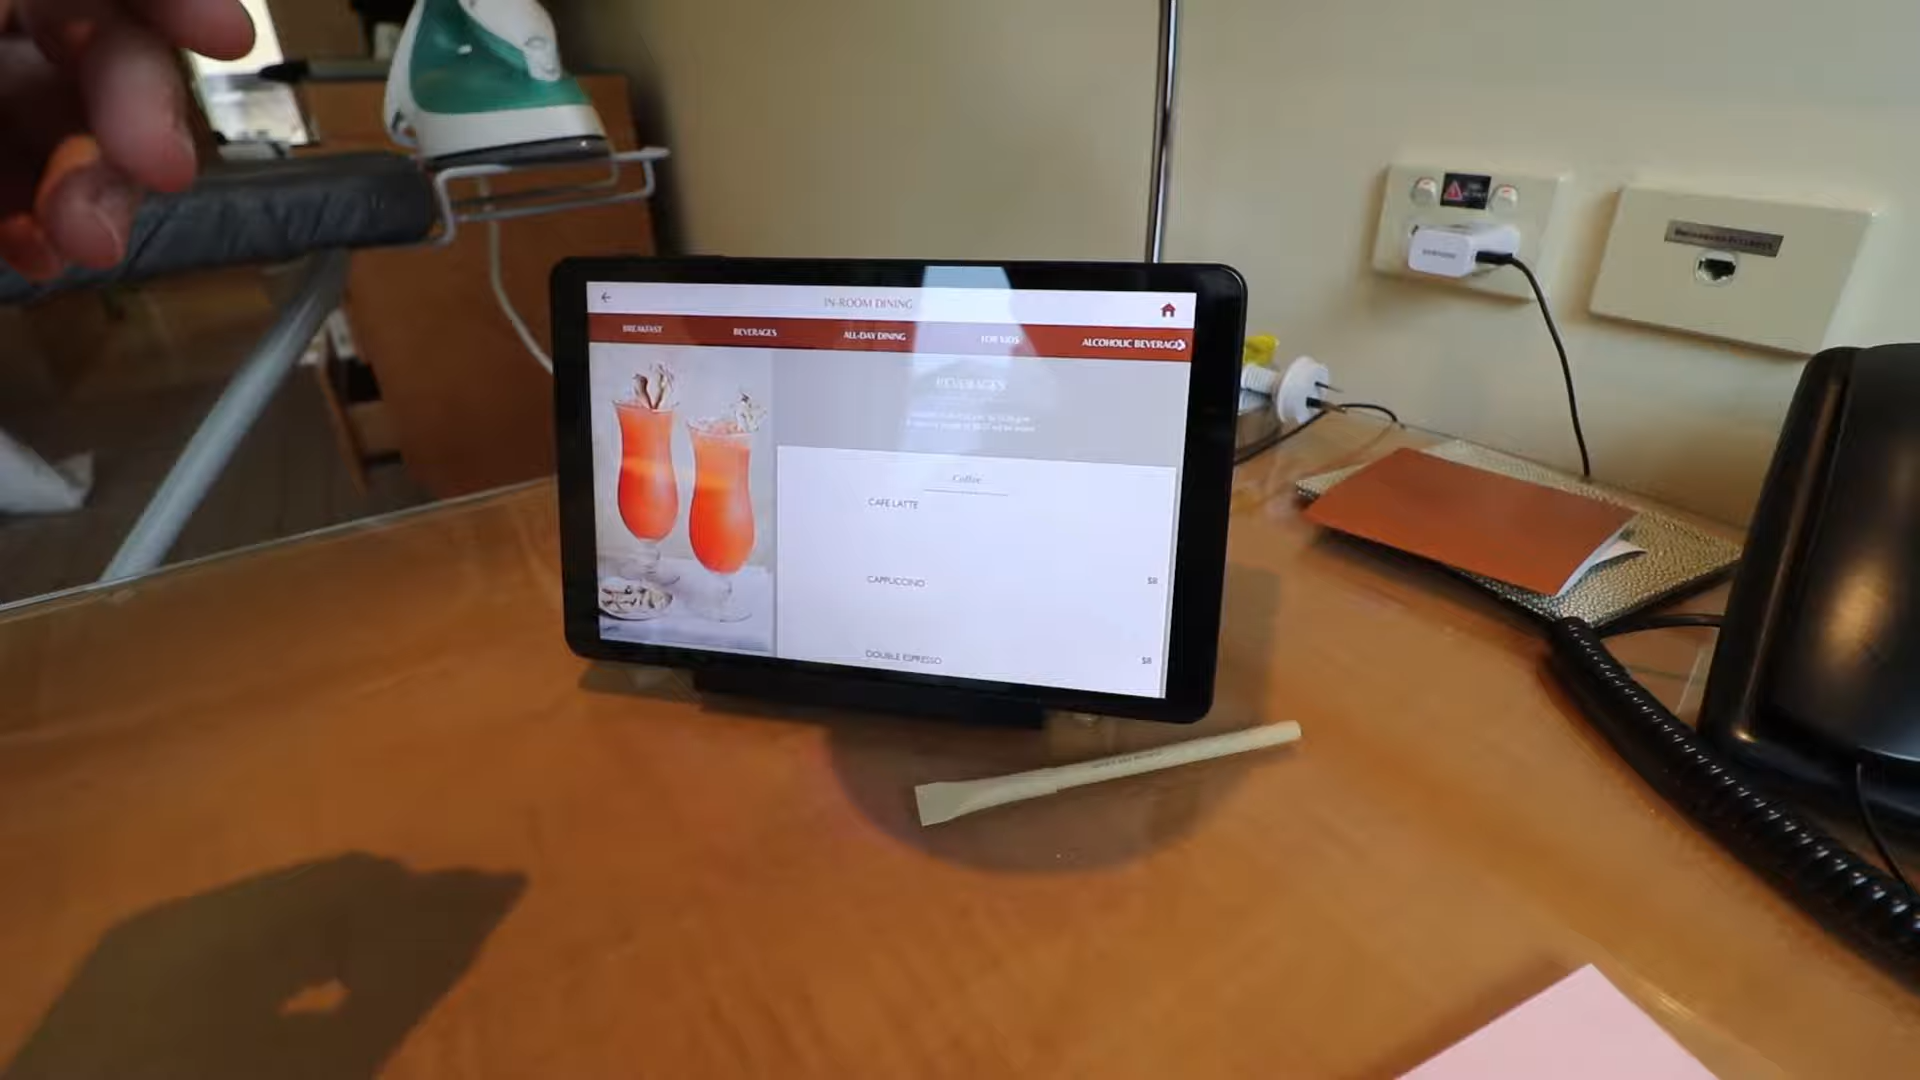 IN-ROOM DINING
BREAKFAST
BEVERAGES
ALL-DAY DINING
FOR KIDS
ALCOHOLIC BEVERAG
BEVERAGES
Coffee
CAFE LATTE
CAPPUCCINO $8
DOUBLE ESPRESSO $8
SAMSUNG